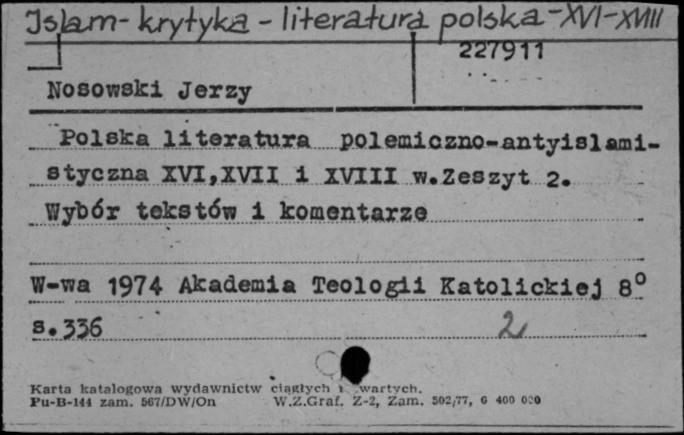 Islam - krytyka - literatura polska - XVI-XVIII
227911
Nosowski Jerzy
Polska literatura polemiczno-antyislami-
styczna XVI,XVII i XVIII w.Zeszyt 2.
Wybór tekstów i komentarze
W-wa 1974 Akademia Teologii Katolickiej 8°
s.336
2
Karta katalogowa wydawnictw ciągłych i zwartych.
Pu-B-144 zam. 567/DW/On W.Z.Graf. Z-2, Zam. 502/77, 6 400 000